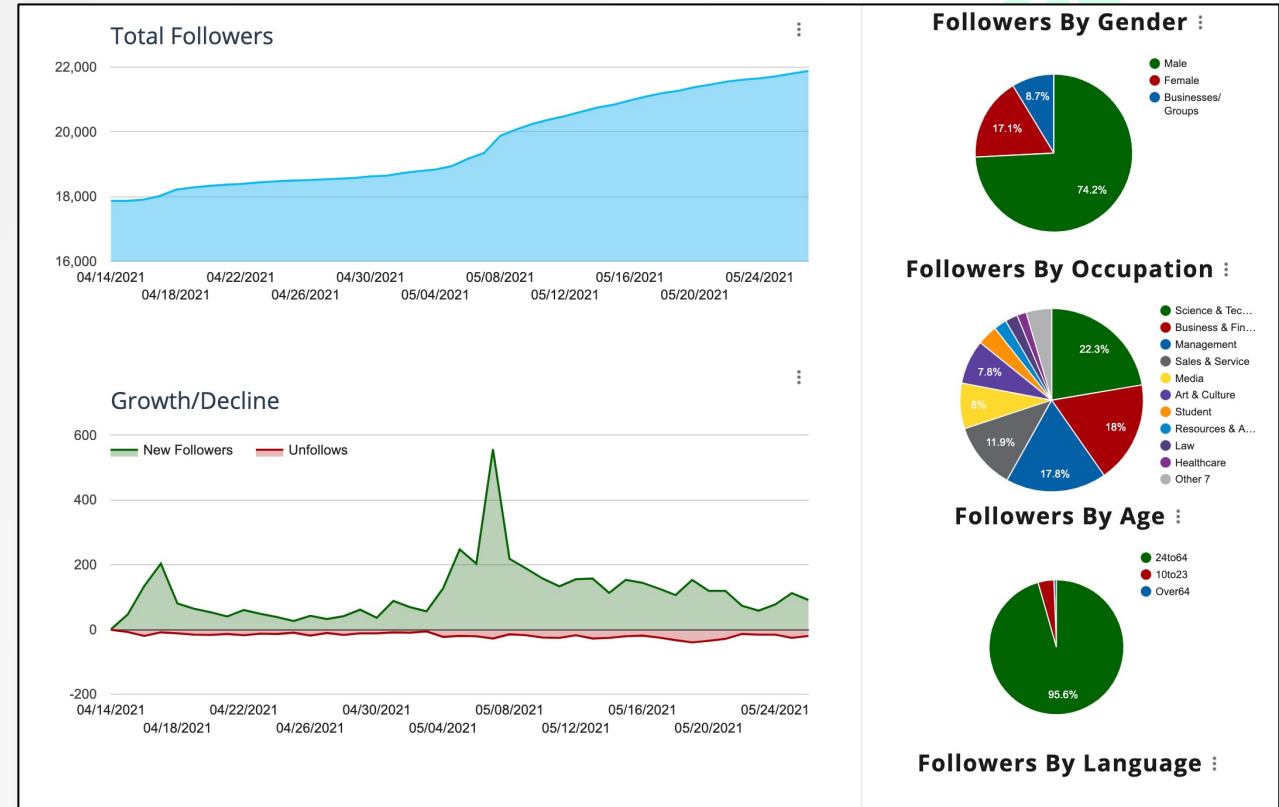 Total Followers
22,000
20,000
18,000
16,000
04/14/2021
04/22/2021
04/30/2021
05/08/2021
05/16/2021
05/24/2021
04/18/2021
04/26/2021
05/04/2021
05/12/2021
05/20/2021
Growth/Decline
600
New Followers
Unfollows
400
200
0
-200
04/14/2021
04/22/2021
04/30/2021
05/08/2021
05/16/2021
05/24/2021
04/18/2021
04/26/2021
05/04/2021
05/12/2021
05/20/2021
Followers By Gender
Male
Female
Businesses/
Groups
8.7%
17.1%
74.2%
Followers By Occupation
Science & Tec...
Business & Fin...
Management
Sales & Service
Media
Art & Culture
Student
Resources & A...
Law
Healthcare
Other 7
22.3%
7.8%
8%
18%
11.9%
17.8%
Followers By Age
24to64
10to23
Over64
95.6%
Followers By Language